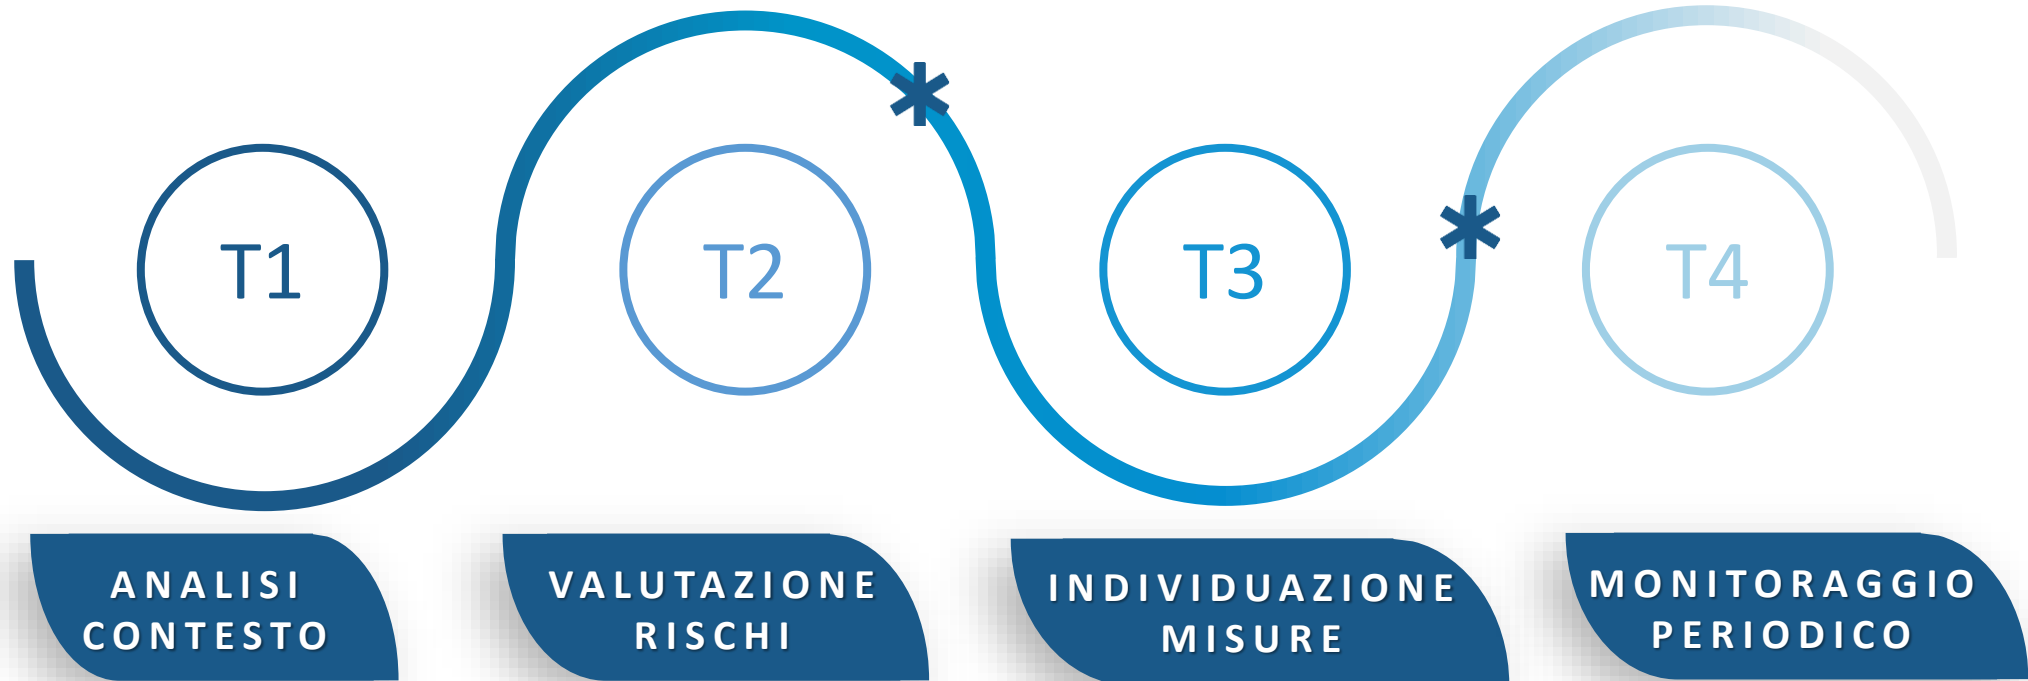 T1
T2
T3
T4
*
*
ANALISI
CONTESTO
VALUTAZIONE
RISCHI
INDIVIDUAZIONE
MISURE
MONITORAGGIO
PERIODICO